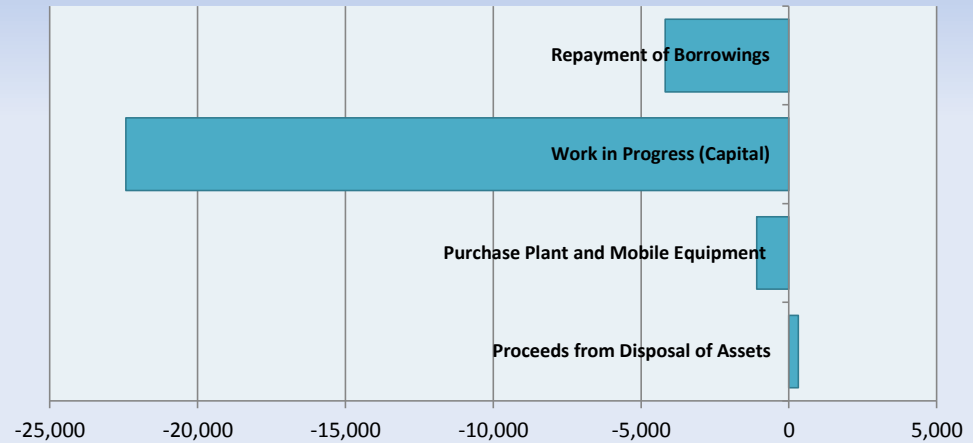 Repayment of Borrowings
Work in Progress (Capital)
Purchase Plant and Mobile Equipment
Proceeds from Disposal of Assets
-25,000 -20,000 -15,000 -10,000 -5,000 0 5,000